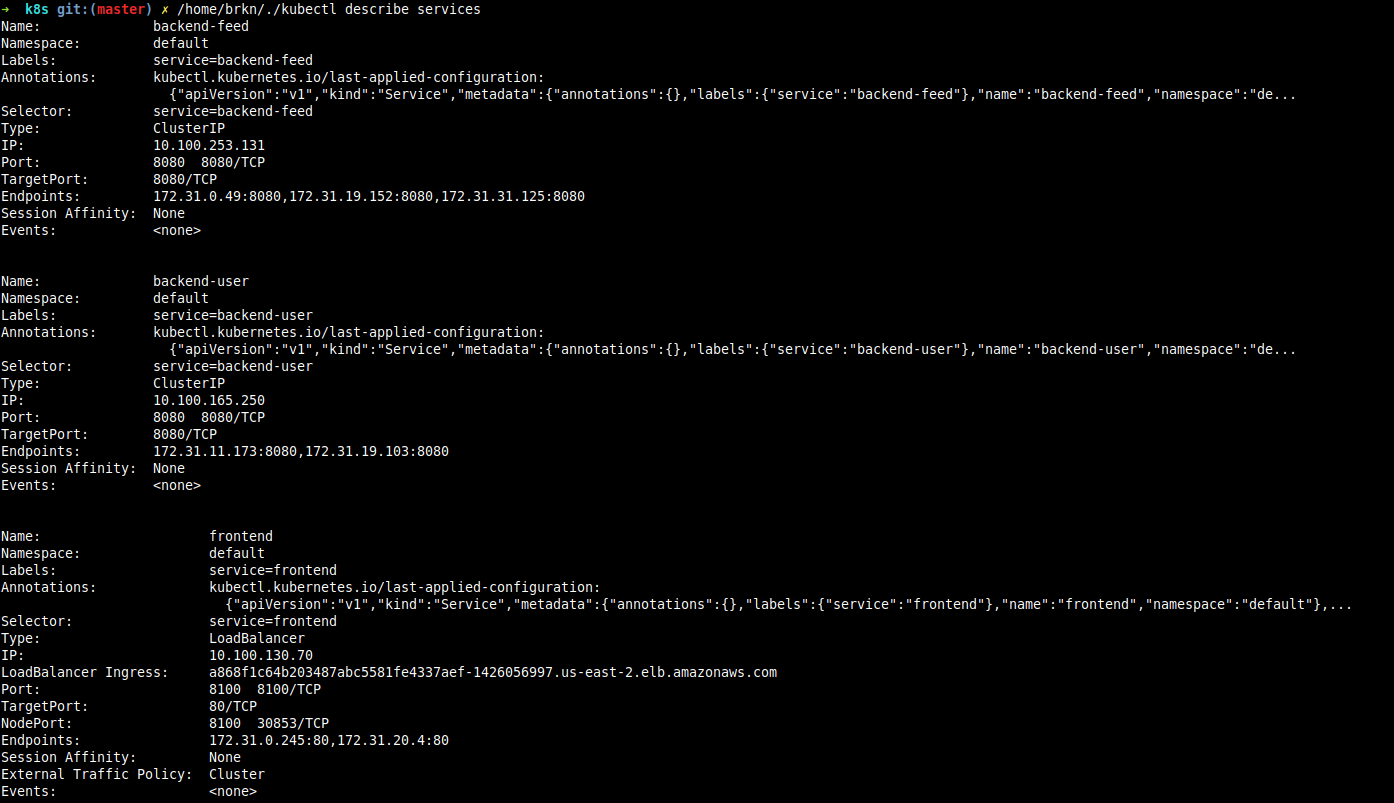 →  k8s git:(master) ✗ /home/brkn/./kubectl describe services
Name:              backend-feed
Namespace:         default
Labels:            service=backend-feed
Annotations:       kubectl.kubernetes.io/last-applied-configuration:
                     {"apiVersion":"v1","kind":"Service","metadata":{"annotations":{},"labels":{"service":"backend-feed"},"name":"backend-feed","namespace":"de...
Selector:          service=backend-feed
Type:              ClusterIP
IP:                10.100.253.131
Port:              8080  8080/TCP
TargetPort:        8080/TCP
Endpoints:         172.31.0.49:8080,172.31.19.152:8080,172.31.31.125:8080
Session Affinity:  None
Events:            <none>

Name:              backend-user
Namespace:         default
Labels:            service=backend-user
Annotations:       kubectl.kubernetes.io/last-applied-configuration:
                     {"apiVersion":"v1","kind":"Service","metadata":{"annotations":{},"labels":{"service":"backend-user"},"name":"backend-user","namespace":"de...
Selector:          service=backend-user
Type:              ClusterIP
IP:                10.100.165.250
Port:              8080  8080/TCP
TargetPort:        8080/TCP
Endpoints:         172.31.11.173:8080,172.31.19.103:8080
Session Affinity:  None
Events:            <none>

Name:                     frontend
Namespace:                default
Labels:                   service=frontend
Annotations:              kubectl.kubernetes.io/last-applied-configuration:
                            {"apiVersion":"v1","kind":"Service","metadata":{"annotations":{},"labels":{"service":"frontend"},"name":"frontend","namespace":"default"},...
Selector:                 service=frontend
Type:                     LoadBalancer
IP:                       10.100.130.70
LoadBalancer Ingress:     a868f1c64b203487abc5581fe4337aef-1426056997.us-east-2.elb.amazonaws.com
Port:                     8100  8100/TCP
TargetPort:               80/TCP
NodePort:                 8100  30853/TCP
Endpoints:                172.31.0.245:80,172.31.20.4:80
Session Affinity:         None
External Traffic Policy:  Cluster
Events:                   <none>